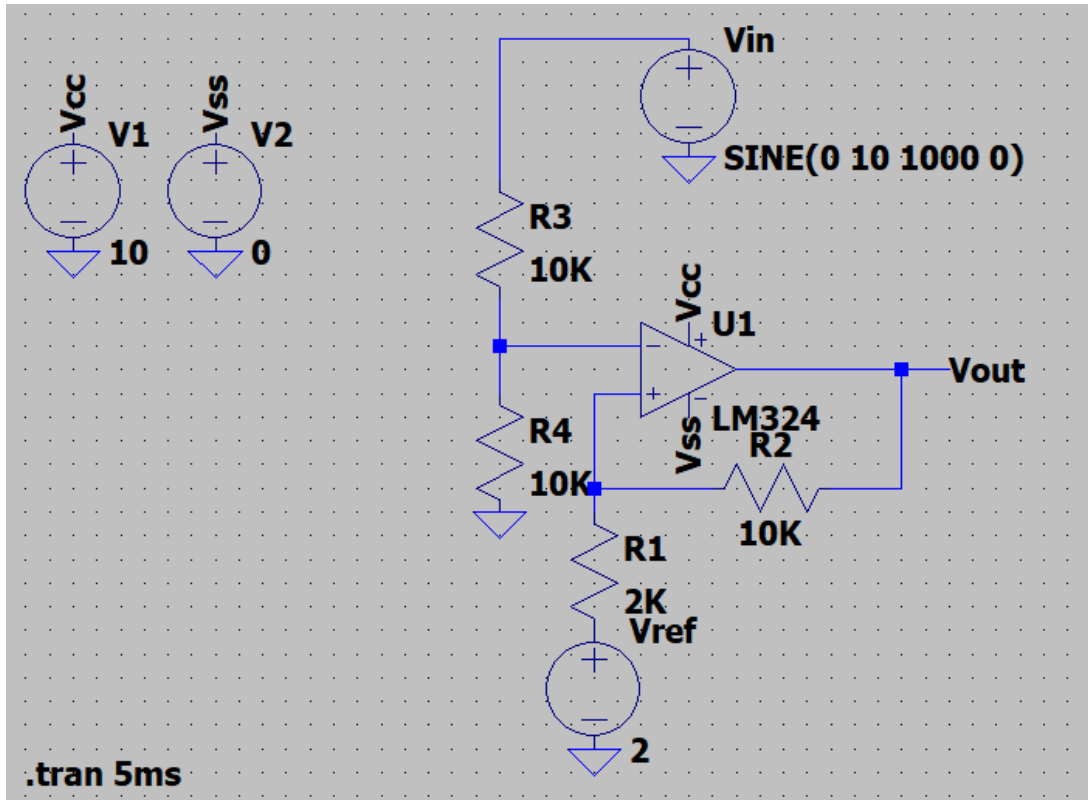 Vin
SINE(0 10 1000 0)
Vcc
V1
10
Vss
V2
0
R3
10K
Vcc
U1
LM324
Vss
Vout
R4
10K
R2
10K
R1
2K
Vref
2
.tran 5ms